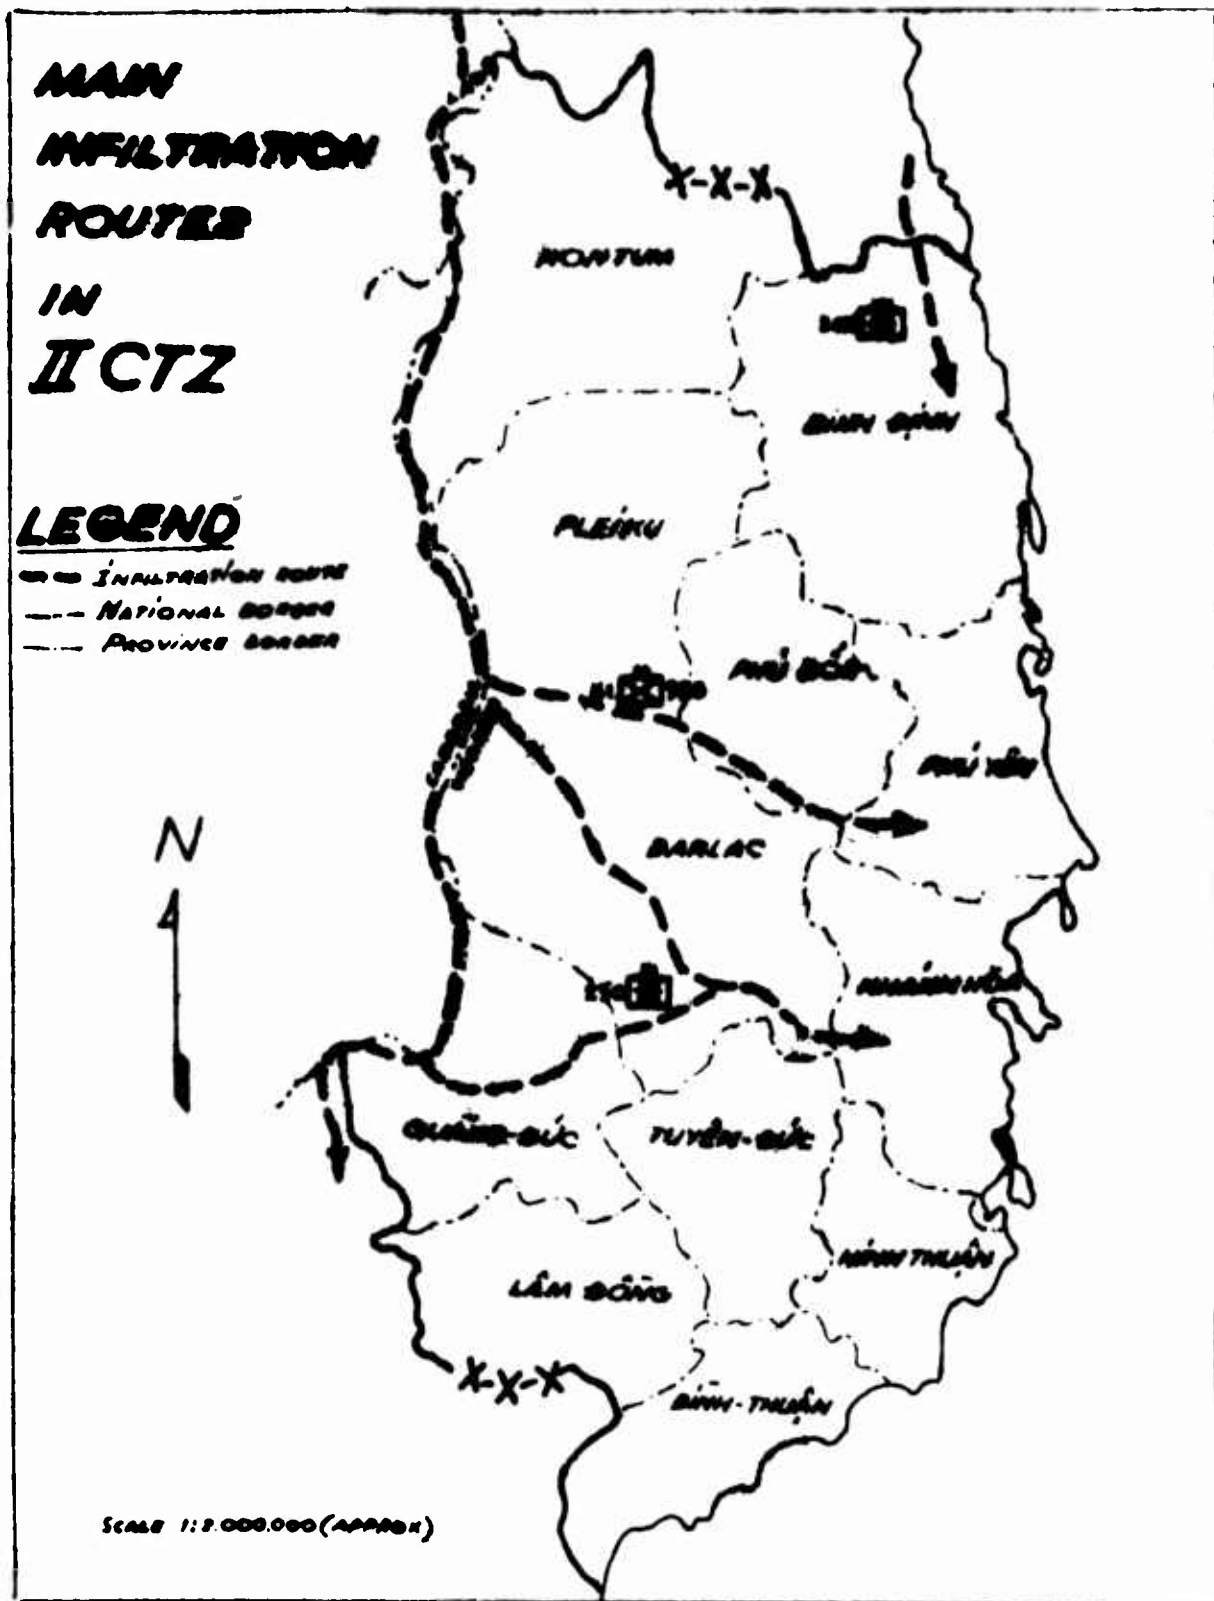 MAIN
INFILTRATION
ROUTES
IN
II CTZ
LEGEND
INFILTRATION ROUTE
NATIONAL BORDER
PROVINCE BORDER
X-X-X
KONTUM
BÌNH ĐỊNH
PLEIKU
PHÚ BỔN
PHÚ YÊN
N
DARLAC
KHÁNH HÒA
QUẢNG-ĐỨC
TUYÊN-ĐỨC
NINH THUẬN
LÂM ĐỒNG
X-X-X
BÌNH-THUẬN
SCALE 1:2.000.000 (APPROX)